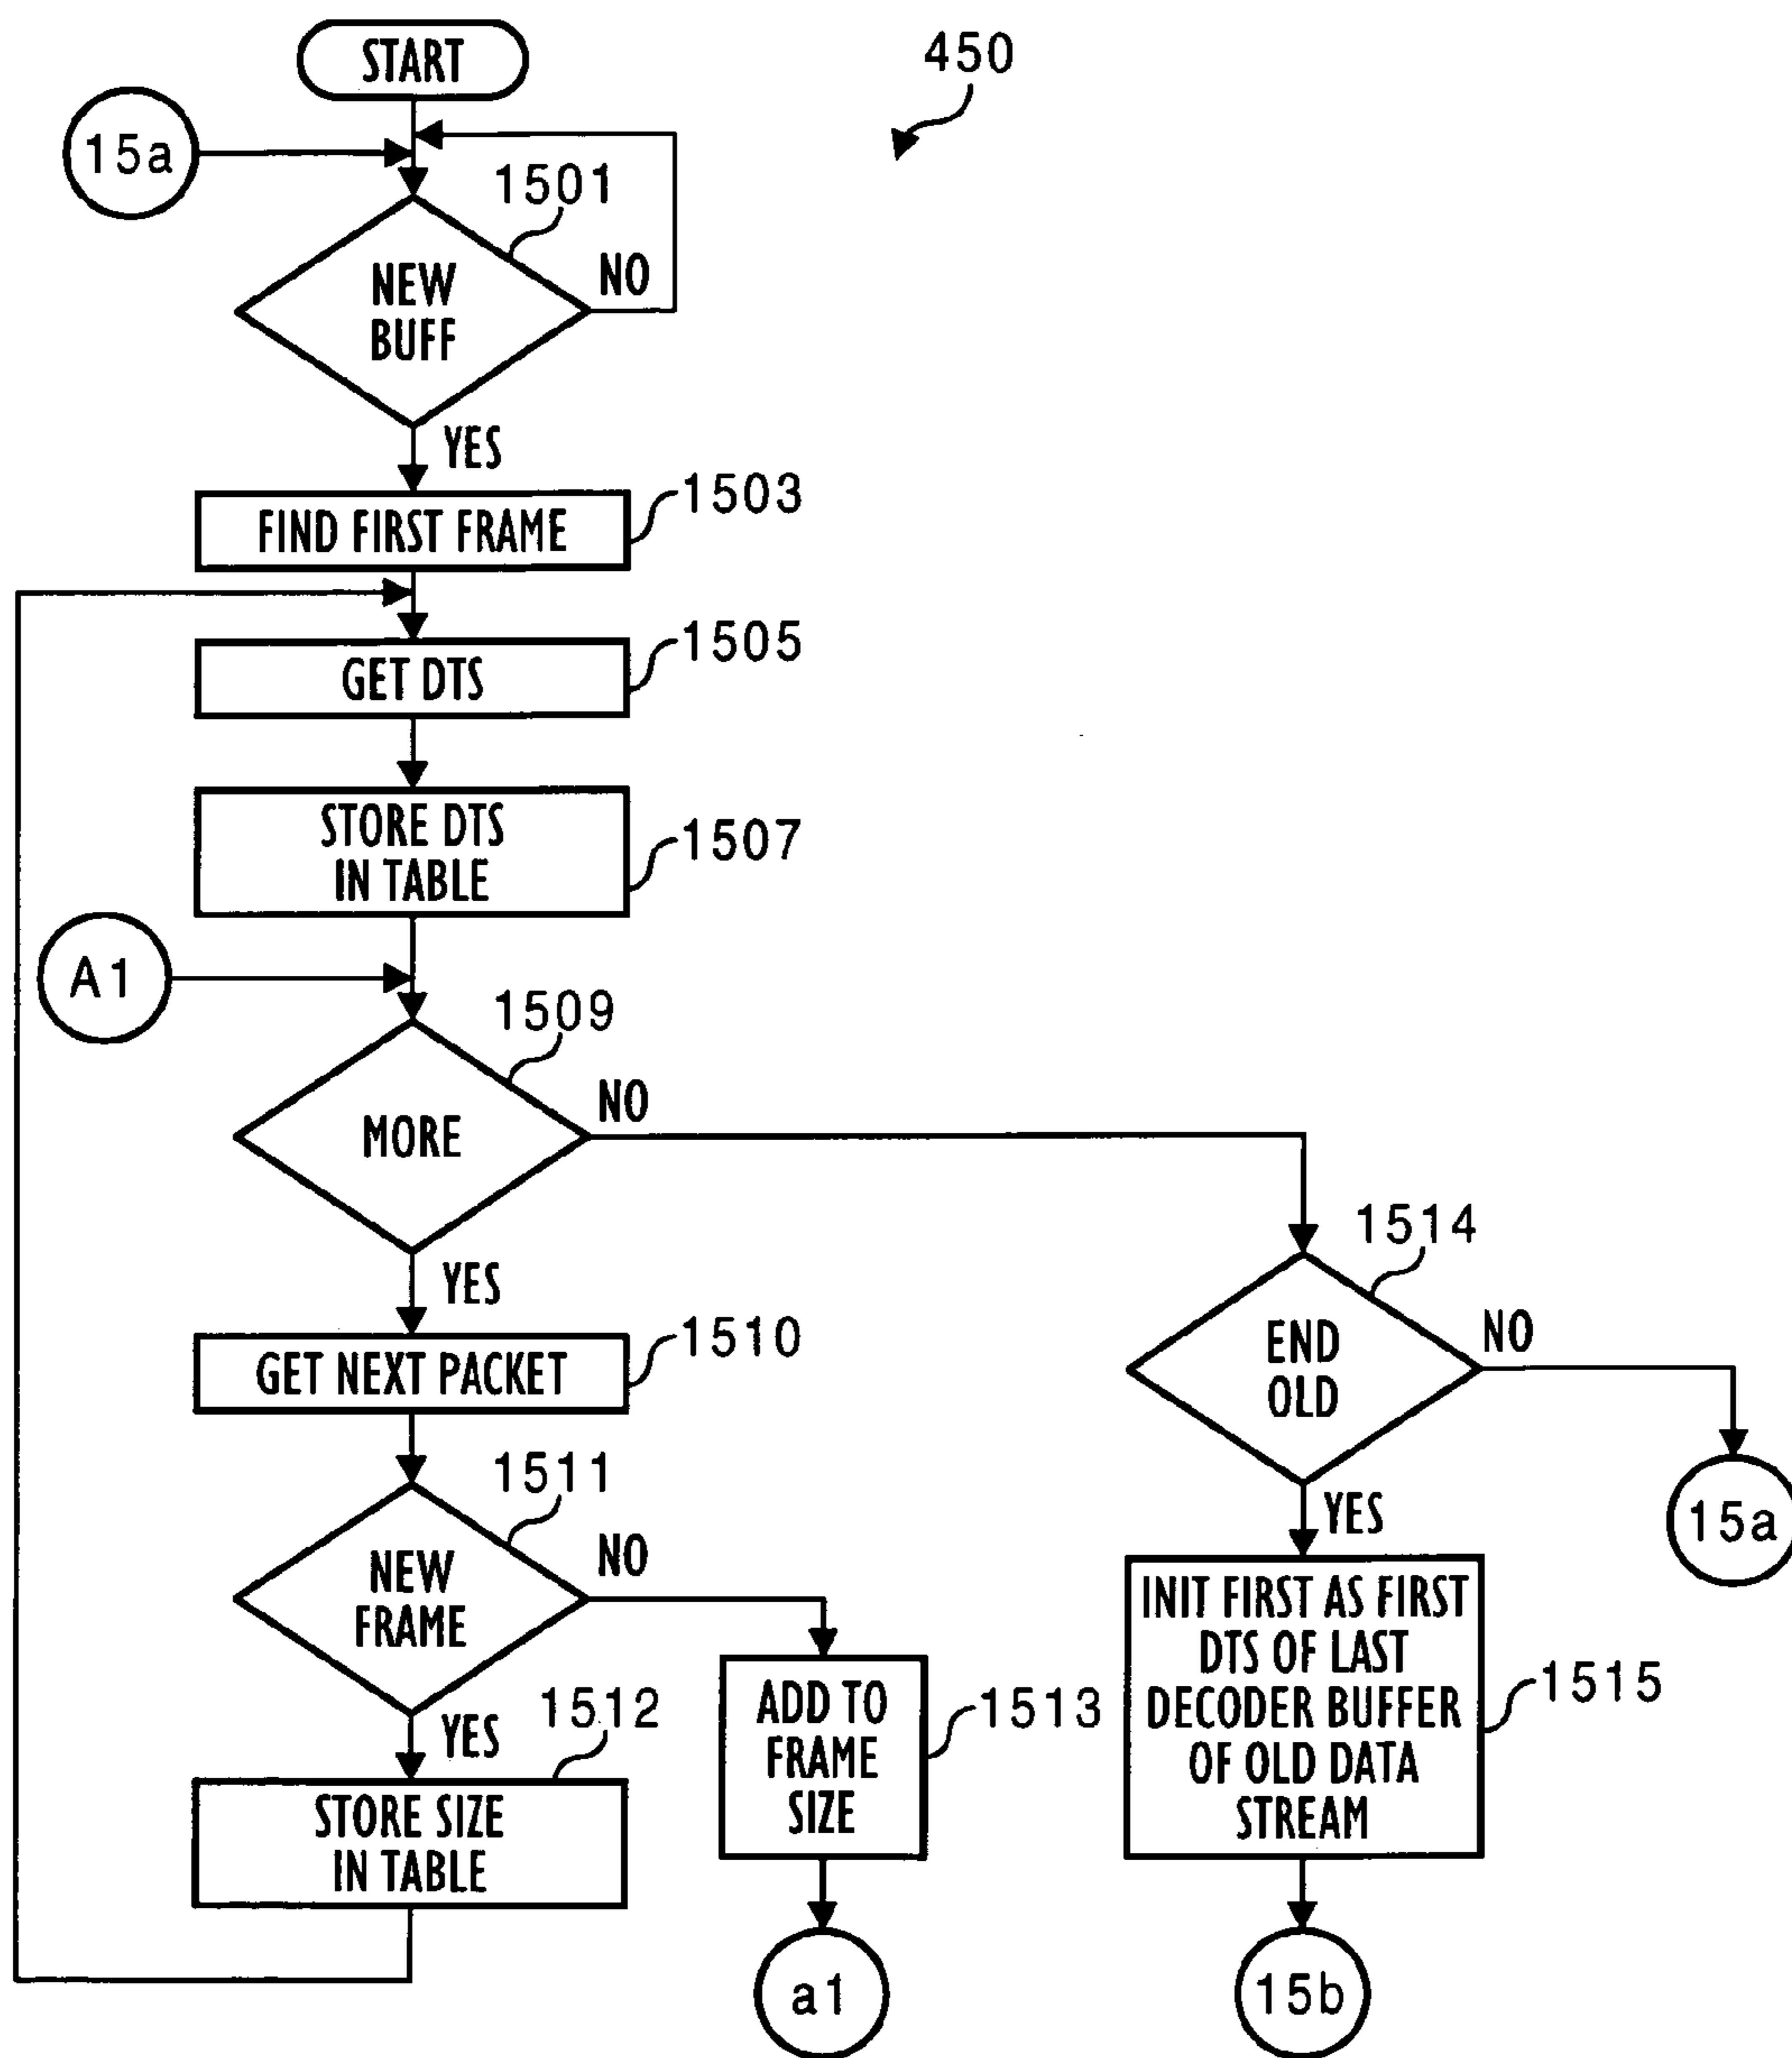 START
450
15a
1501
NEW
BUFF
NO
YES
1503
FIND FIRST FRAME
1505
GET DTS
STORE DTS
IN TABLE
1507
A1
1509
MORE
NO
YES
1514
END
OLD
NO
1510
GET NEXT PACKET
1511
NEW
FRAME
NO
YES
15a
YES
INIT FIRST AS FIRST
DTS OF LAST
DECODER BUFFER
OF OLD DATA
STREAM
1515
1512
STORE SIZE
IN TABLE
ADD TO
FRAME
SIZE
1513
a1
15b